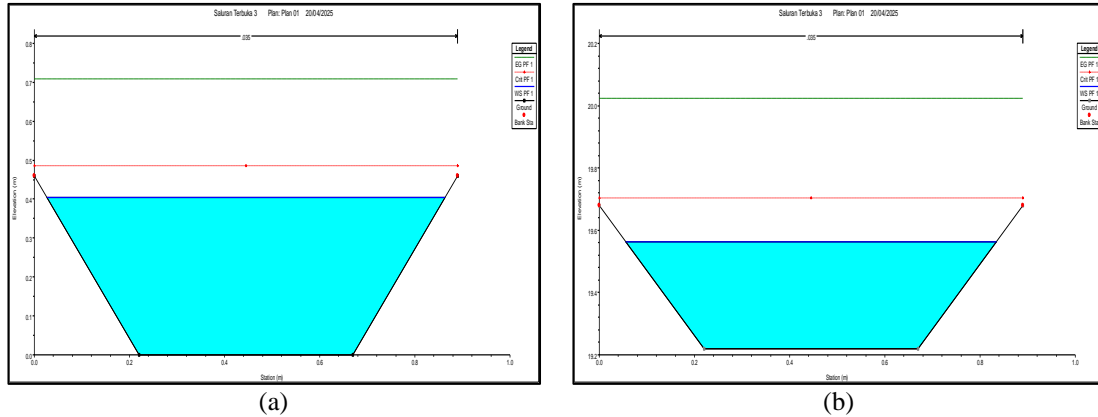 Saluran Terbuka 3 Plan: Plan 01 20/04/2025
.035
Legend
EG PF 1
Crit PF 1
WS PF 1
Ground
Bank Sta
Elevation (m)
0.8
0.7
0.6
0.5
0.4
0.3
0.2
0.1
0.0
0.0 0.2 0.4 0.6 0.8 1.0
Station (m)
(a)
Saluran Terbuka 3 Plan: Plan 01 20/04/2025
.035
Legend
EG PF 1
Crit PF 1
WS PF 1
Ground
Bank Sta
Elevation (m)
20.2
20.0
19.8
19.6
19.4
19.2
0.0 0.2 0.4 0.6 0.8 1.0
Station (m)
(b)